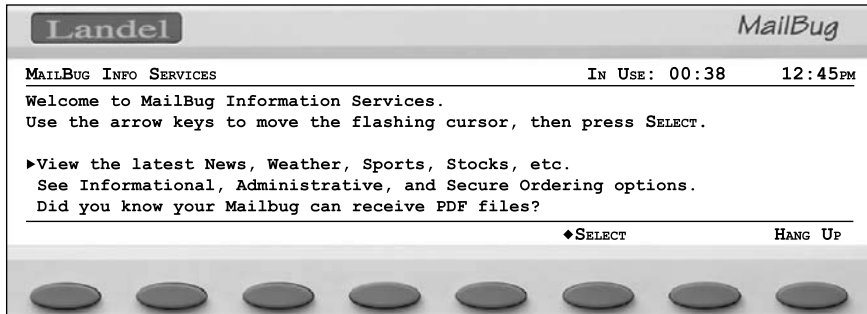 Landel
MailBug
MAILBUG INFO SERVICES IN USE: 00:38 12:45PM
Welcome to MailBug Information Services.
Use the arrow keys to move the flashing cursor, then press SELECT.
▶View the latest News, Weather, Sports, Stocks, etc.
See Informational, Administrative, and Secure Ordering options.
Did you know your Mailbug can receive PDF files?
◆SELECT HANG UP